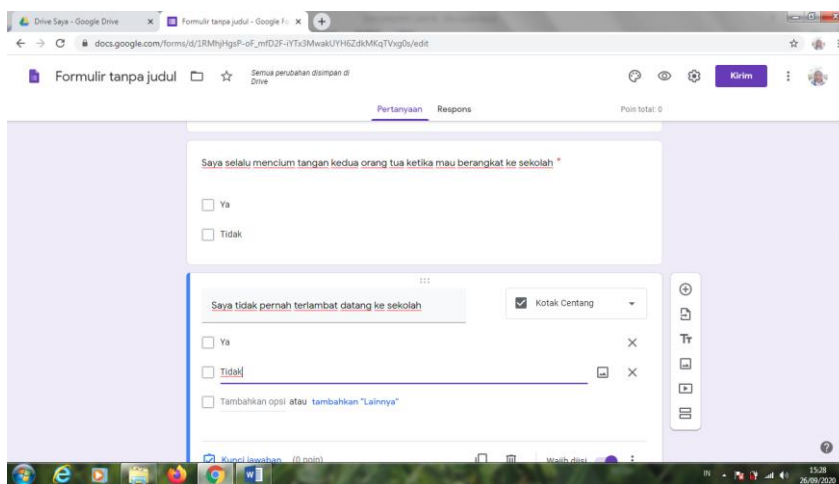 Drive Saya - Google Drive
Formulir tanpa judul - Google Fo
docs.google.com/forms/d/1RMhjHgsP-oF_mfD2F-iYTx3MwakUYH6ZdkMKqTVxg0s/edit
Formulir tanpa judul
Semua perubahan disimpan di
Drive
Kirim
Pertanyaan Respons
Poin total: 0
Saya selalu mencium tangan kedua orang tua ketika mau berangkat ke sekolah *
Ya
Tidak
Saya tidak pernah terlambat datang ke sekolah
Kotak Centang
Ya
Tidak
Tambahkan opsi atau tambahkan "Lainnya"
Kunci jawaban (0 poin)
Wajib diisi
IN
15:28
26/09/2020